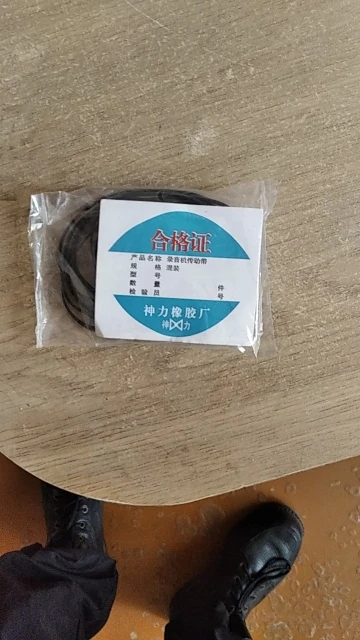 合格证
产品名称 录音机传动带
规格 混装
型号
数量 件
检验员 号
神力橡胶厂
神力